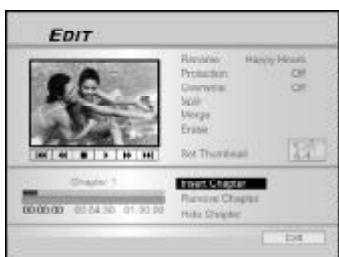 EDIT
Rename Happy Hours
Protection Off
Overwrite Off
Split
Merge
Erase
Set Thumbnail
Chapter 1
Insert Chapter
Remove Chapter
Hide Chapter
00:00:00 00:04:30 01:30:00
Exit